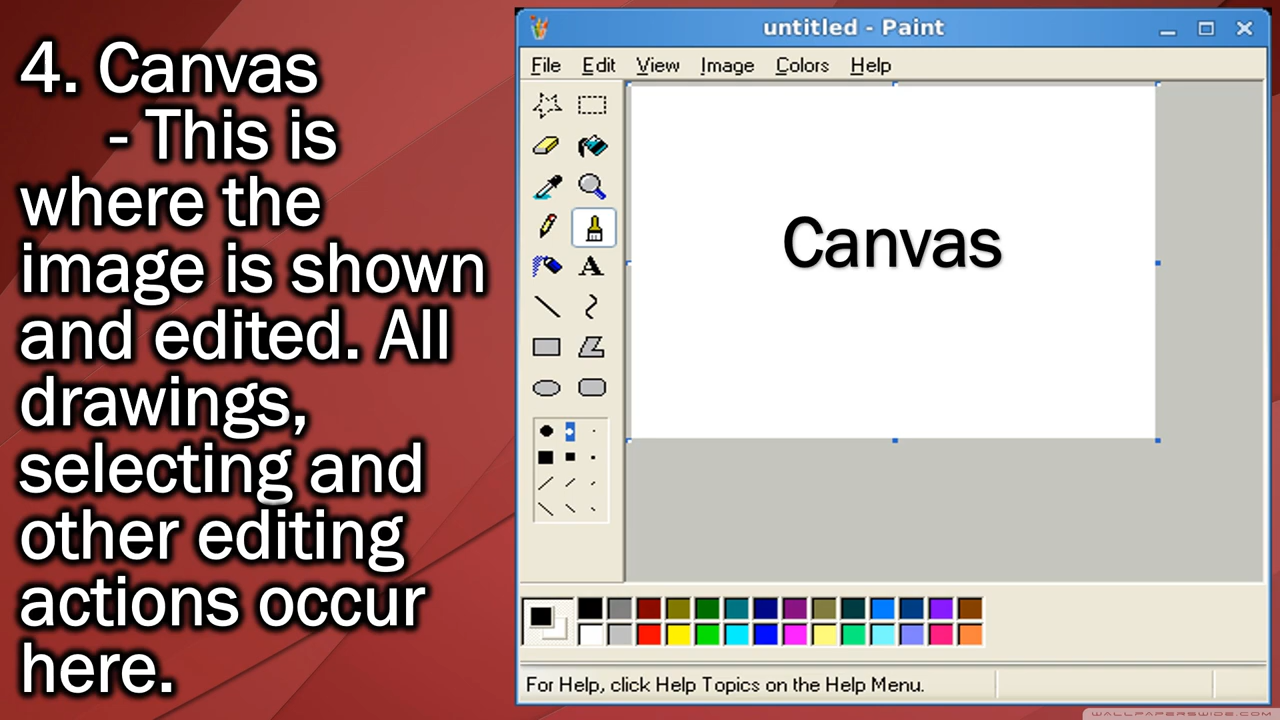 4. Canvas
- This is
where the
image is shown
and edited. All
drawings,
selecting and
other editing
actions occur
here.
untitled - Paint
File Edit View Image Colors Help
A
Canvas
For Help, click Help Topics on the Help Menu.
WALLPAPERSWIDE.COM